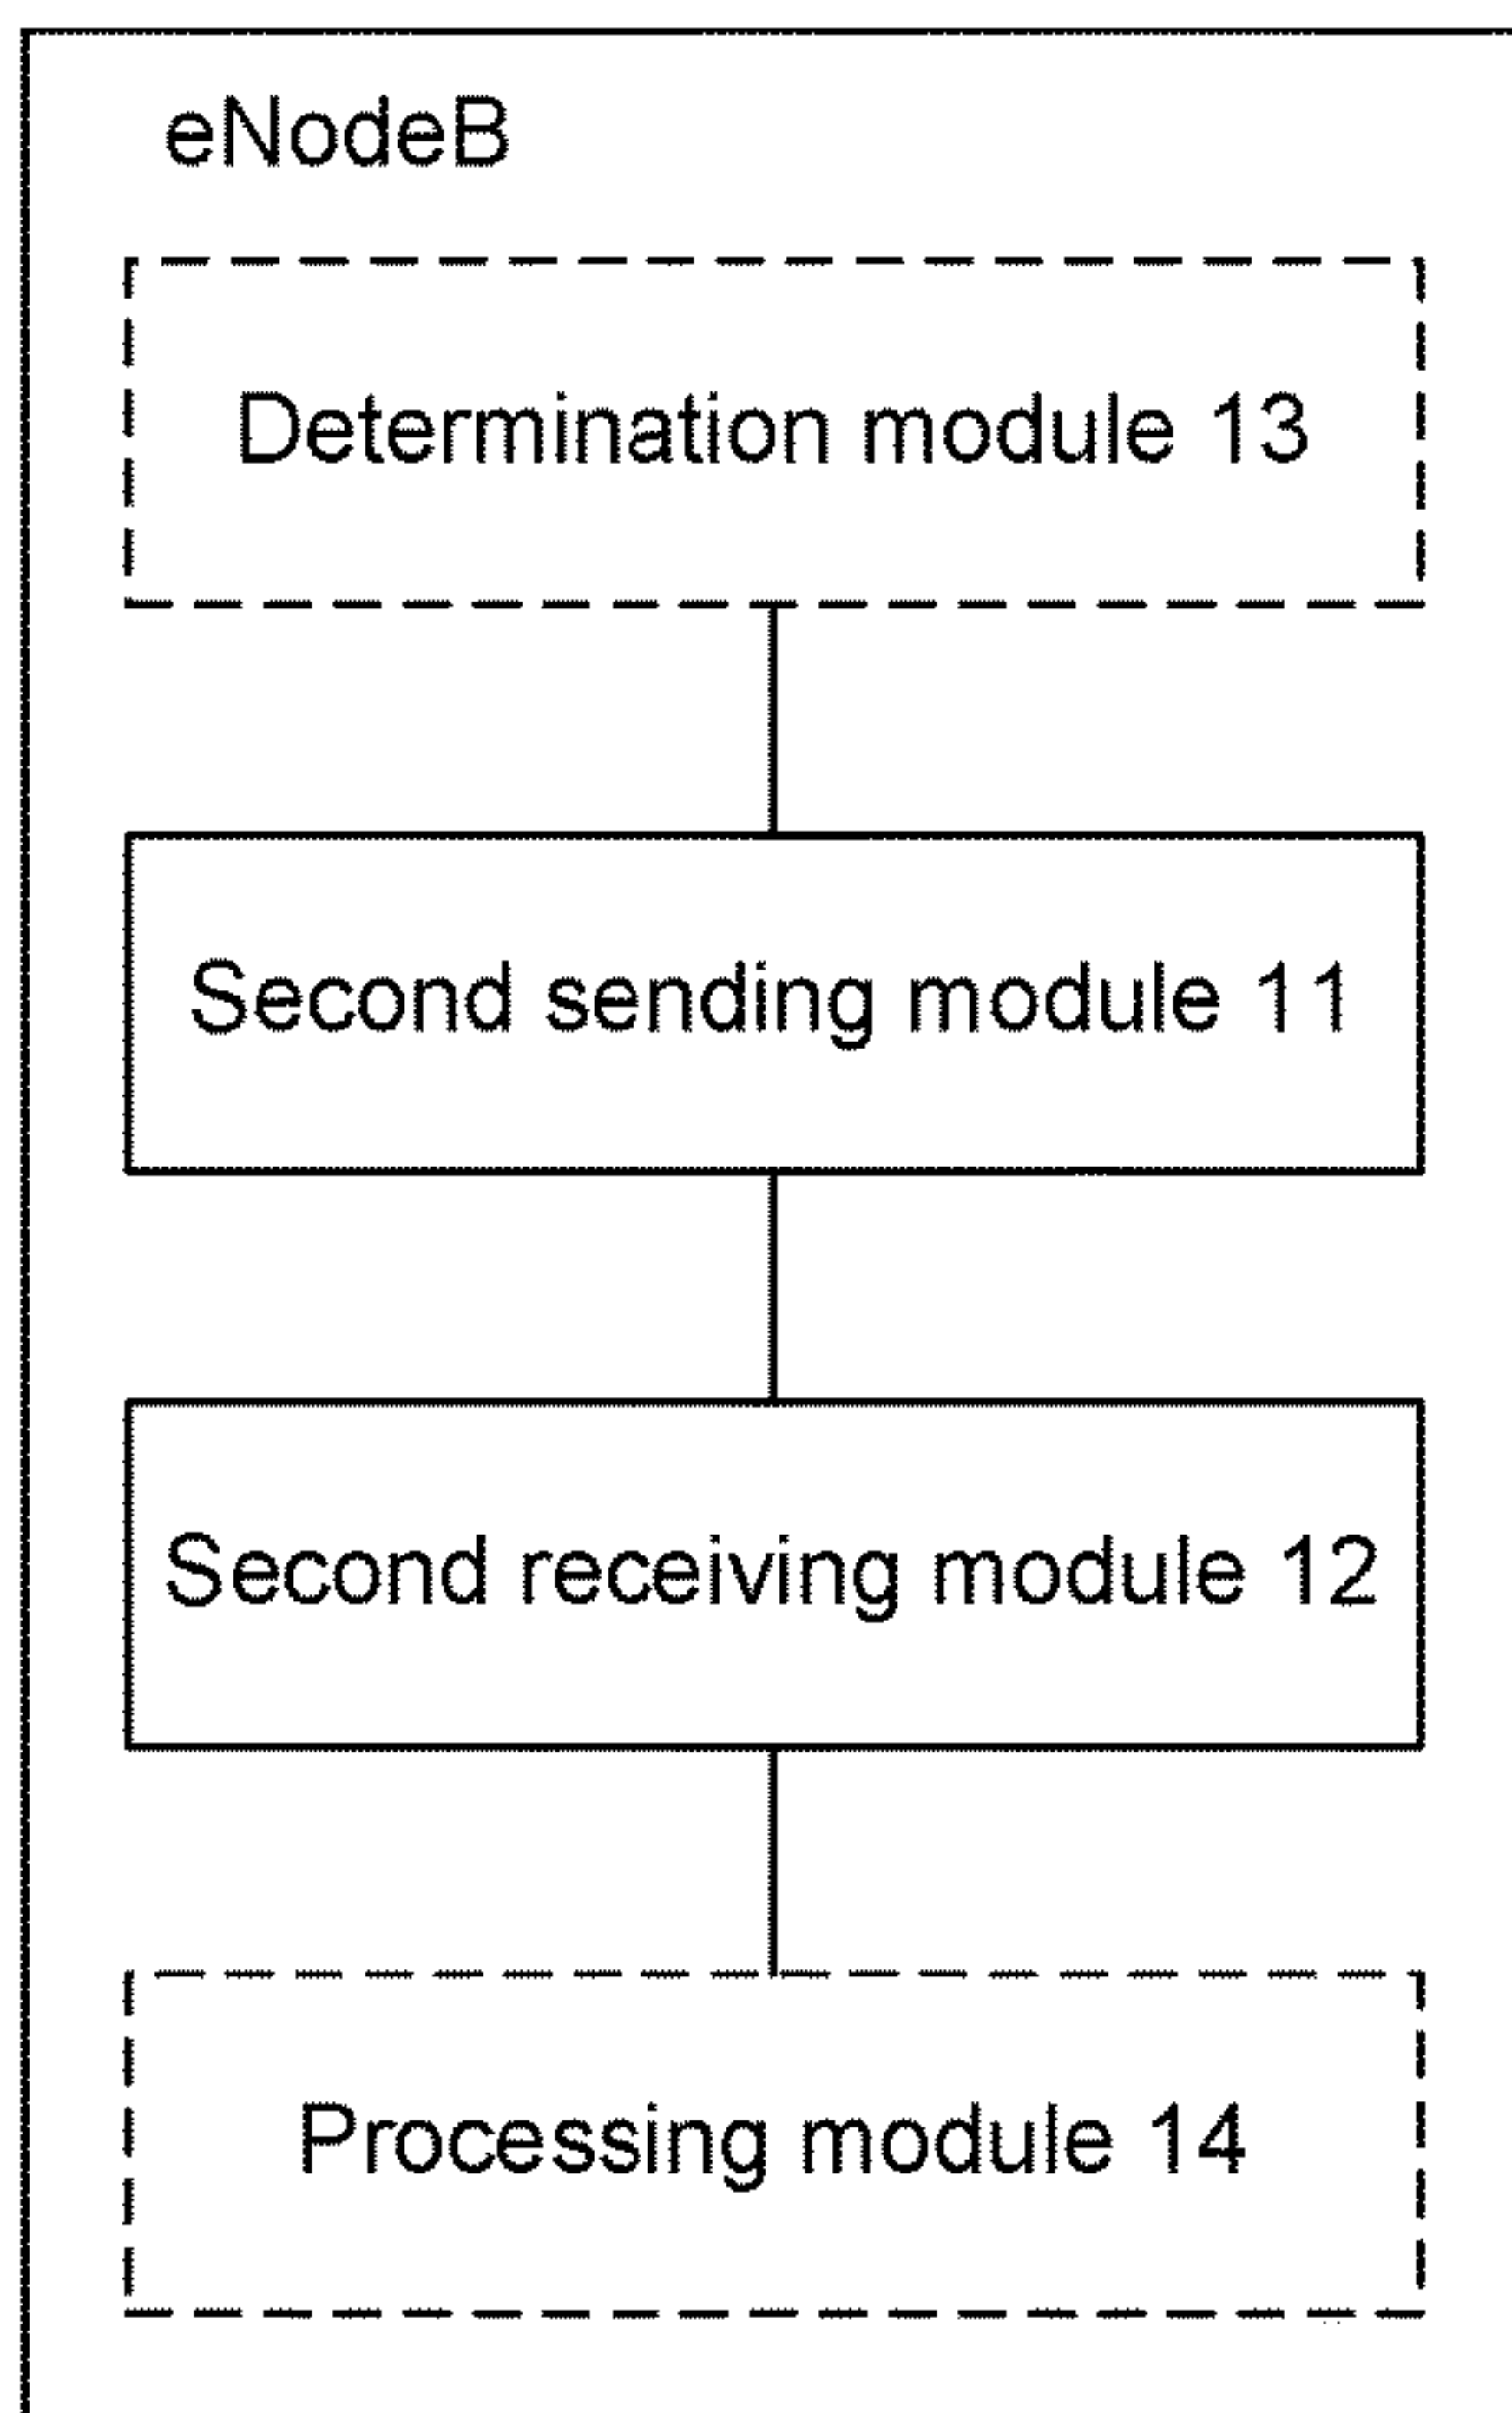 eNodeB
Determination module 13
Second sending module 11
Second receiving module 12
Processing module 14